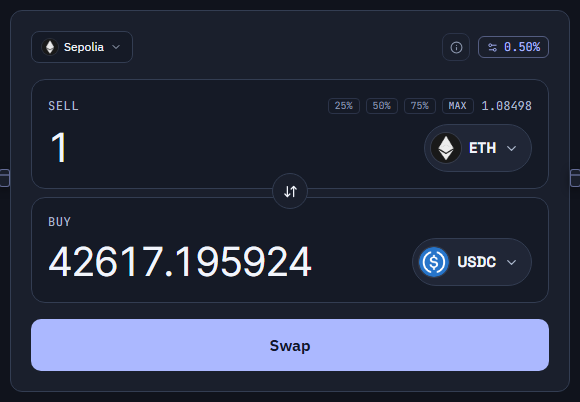 Sepolia 0.50%
SELL 25% 50% 75% MAX 1.08498
1 ETH
BUY
42617.195924 USDC
Swap